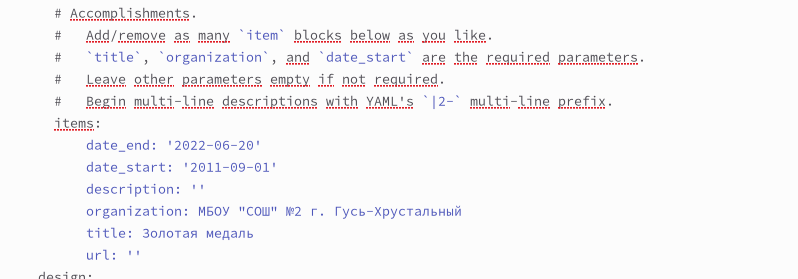 # Accomplishments.
#   Add/remove as many `item` blocks below as you like.
#   `title`, `organization`, and `date_start` are the required parameters.
#   Leave other parameters empty if not required.
#   Begin multi-line descriptions with YAML's `|2-` multi-line prefix.
items:
date_end: '2022-06-20'
date_start: '2011-09-01'
description: ''
organization: МБОУ "СОШ" №2 г. Гусь-Хрустальный
title: Золотая медаль
url: ''
design: